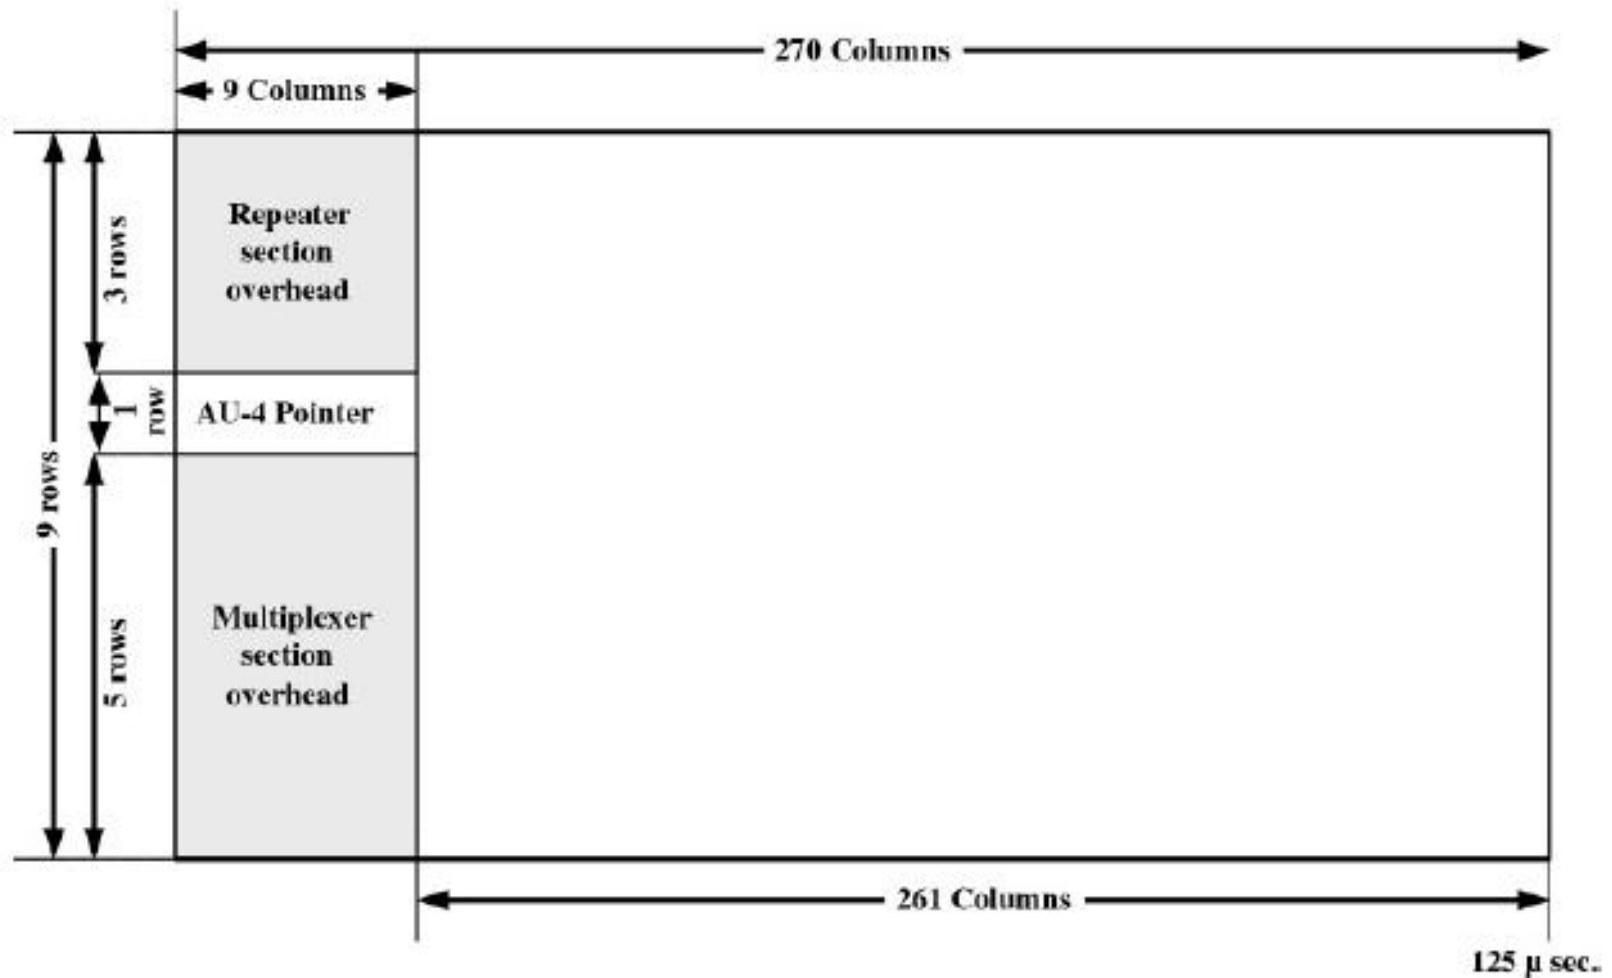 270 Columns
9 Columns
Repeater
section
overhead
3 rows
1
row
AU-4 Pointer
9 rows
Multiplexer
section
overhead
5 rows
261 Columns
125 μ sec.